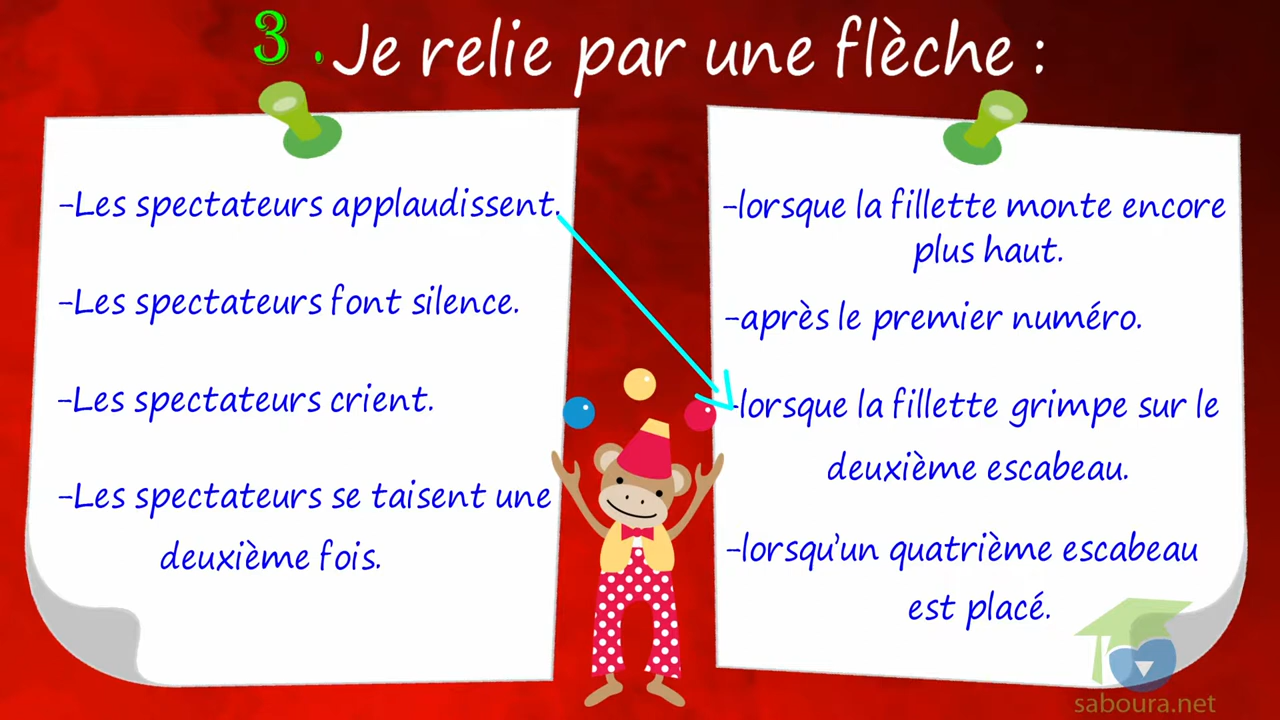 3 . Je relie par une flèche :
-Les spectateurs applaudissent.
-Les spectateurs font silence.
-Les spectateurs crient.
-Les spectateurs se taisent une
deuxième fois.
-lorsque la fillette monte encore
plus haut.
-après le premier numéro.
-lorsque la fillette grimpe sur le
deuxième escabeau.
-lorsqu'un quatrième escabeau
est placé.
saboura.net